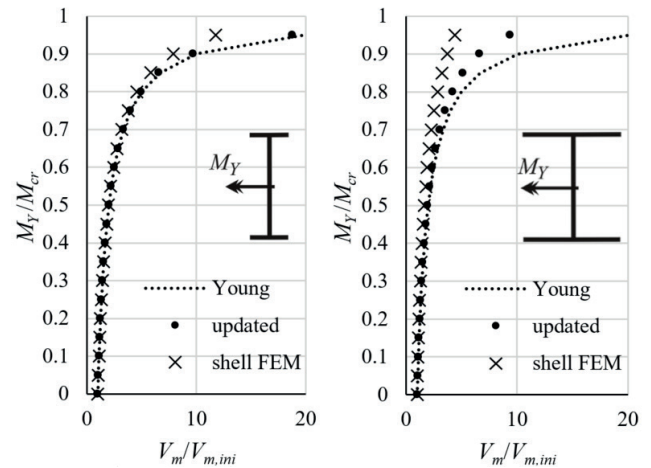 1
0.9
0.8
0.7
0.6
0.5
0.4
0.3
0.2
0.1
0
M_Y/M_cr
M_Y
Young
updated
shell FEM
0 10 20
V_m/V_m,ini
1
0.9
0.8
0.7
0.6
0.5
0.4
0.3
0.2
0.1
0
M_Y/M_cr
M_Y
Young
updated
shell FEM
0 10 20
V_m/V_m,ini